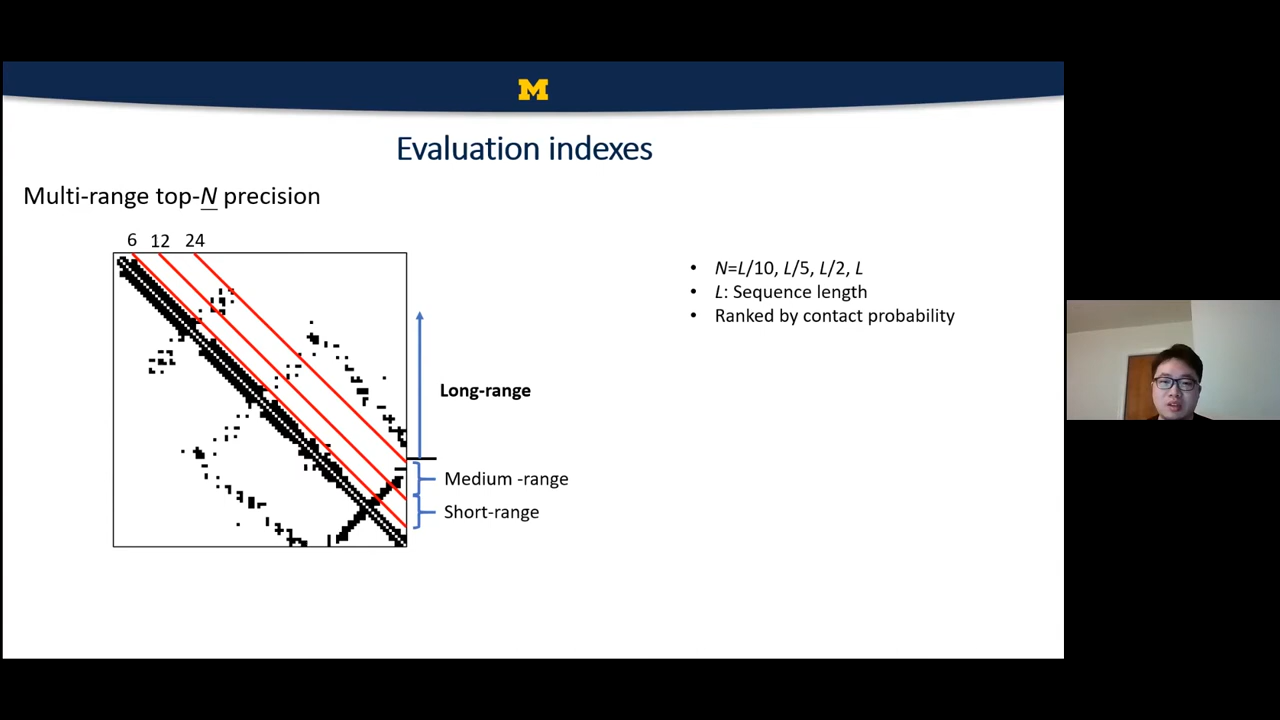 M
Evaluation indexes
Multi-range top-N precision
6 12 24
• N=L/10, L/5, L/2, L
• L: Sequence length
• Ranked by contact probability
Long-range
Medium -range
Short-range